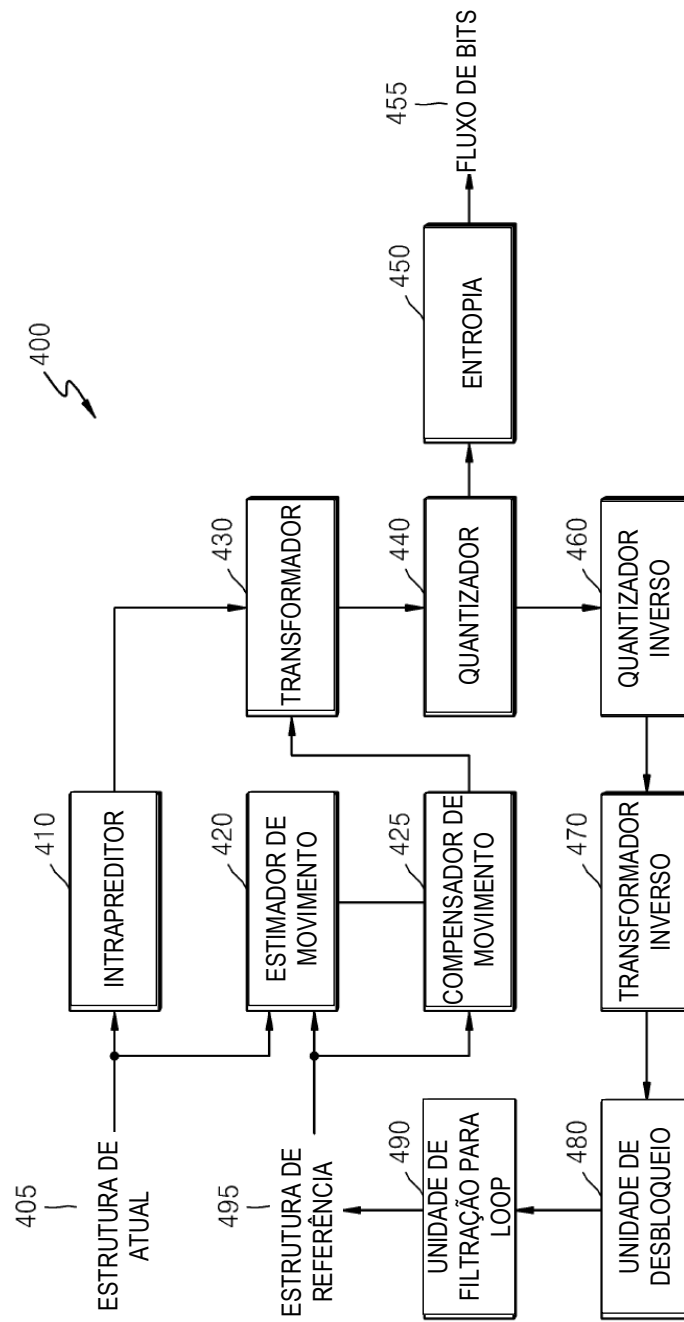 400
405
ESTRUTURA DE
ATUAL
410
INTRAPREDITOR
495
ESTRUTURA DE
REFERÊNCIA
420
ESTIMADOR DE
MOVIMENTO
430
TRANSFORMADOR
490
UNIDADE DE
FILTRAÇÃO PARA
LOOP
425
COMPENSADOR DE
MOVIMENTO
440
QUANTIZADOR
450
ENTROPIA
455
FLUXO DE BITS
480
UNIDADE DE
DESBLOQUEIO
470
TRANSFORMADOR
INVERSO
460
QUANTIZADOR
INVERSO